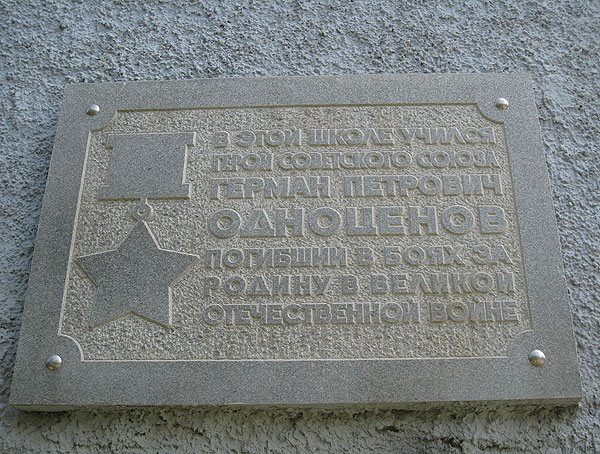 В ЭТОЙ ШКОЛЕ УЧИЛСЯ
ГЕРОЙ СОВЕТСКОГО СОЮЗА
ГЕРМАН ПЕТРОВИЧ
ОДНОЦЕНОВ
ПОГИБШИЙ В БОЯХ ЗА
РОДИНУ В ВЕЛИКОЙ
ОТЕЧЕСТВЕННОЙ ВОЙНЕ